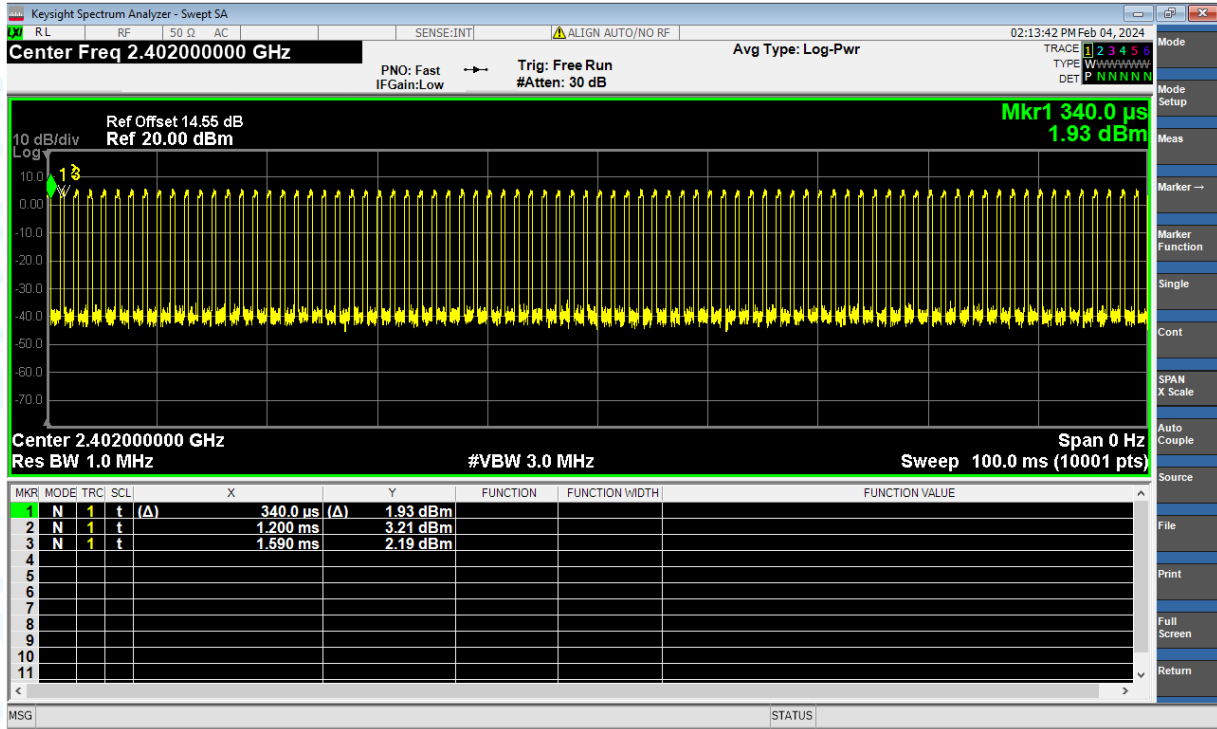 Keysight Spectrum Analyzer - Swept SA
LXI RL RF 50 Ω AC SENSE:INT ALIGN AUTO/NO RF 02:13:42 PM Feb 04, 2024
Center Freq 2.402000000 GHz
Avg Type: Log-Pwr
TRACE 1 2 3 4 5 6
TYPE WWWWWWW
DET P N N N N N
PNO: Fast
IFGain:Low
Trig: Free Run
#Atten: 30 dB
Mkr1 340.0 µs
1.93 dBm
Ref Offset 14.55 dB
10 dB/div Ref 20.00 dBm
Log
10.0
0.00
-10.0
-20.0
-30.0
-40.0
-50.0
-60.0
-70.0
1 3
Center 2.402000000 GHz Span 0 Hz
Res BW 1.0 MHz #VBW 3.0 MHz Sweep 100.0 ms (10001 pts)
MKR MODE TRC SCL X Y FUNCTION FUNCTION WIDTH FUNCTION VALUE
1 N 1 t (Δ) 340.0 µs (Δ) 1.93 dBm
2 N 1 t 1.200 ms 3.21 dBm
3 N 1 t 1.590 ms 2.19 dBm
4
5
6
7
8
9
10
11
MSG STATUS
Mode
Mode
Setup
Meas
Marker →
Marker
Function
Single
Cont
SPAN
X Scale
Auto
Couple
Source
File
Print
Full
Screen
Return